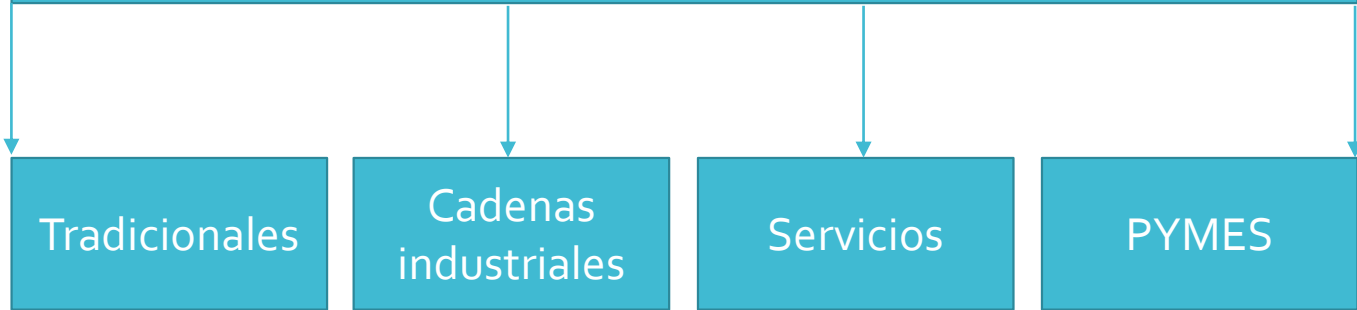 Tradicionales
Cadenas
industriales
Servicios
PYMES